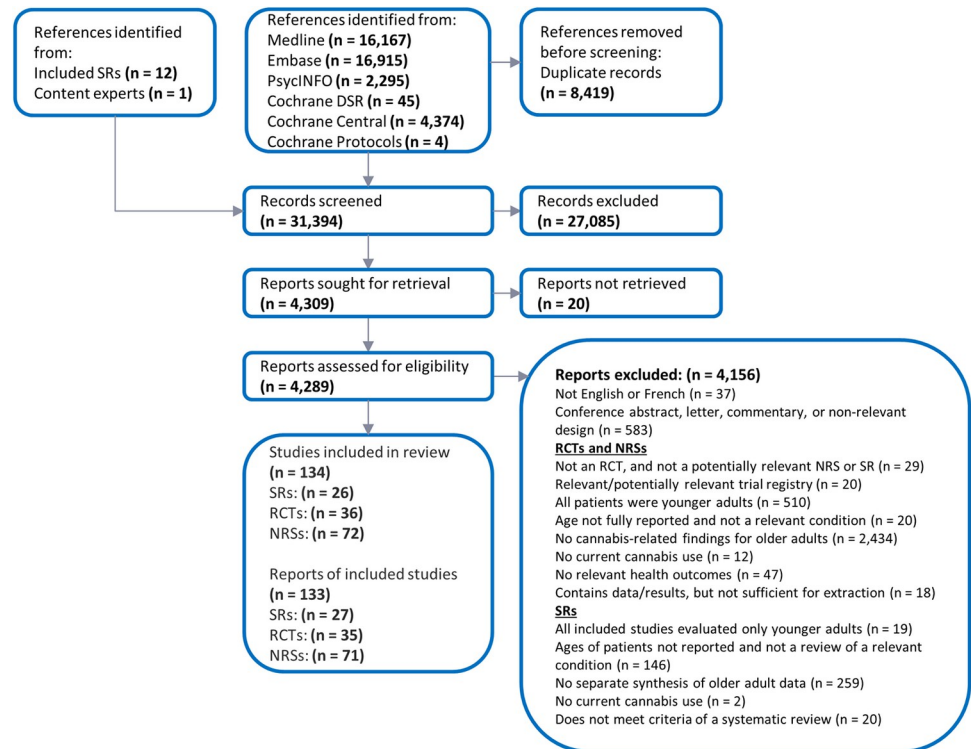 References identified
from:
Included SRs (n = 12)
Content experts (n = 1)
References identified from:
Medline (n = 16,167)
Embase (n = 16,915)
PsycINFO (n = 2,295)
Cochrane DSR (n = 45)
Cochrane Central (n = 4,374)
Cochrane Protocols (n = 4)
References removed
before screening:
Duplicate records
(n = 8,419)
Records screened
(n = 31,394)
Records excluded
(n = 27,085)
Reports sought for retrieval
(n = 4,309)
Reports not retrieved
(n = 20)
Reports assessed for eligibility
(n = 4,289)
Reports excluded: (n = 4,156)
Not English or French (n = 37)
Conference abstract, letter, commentary, or non-relevant
design (n = 583)
RCTs and NRSs
Not an RCT, and not a potentially relevant NRS or SR (n = 29)
Relevant/potentially relevant trial registry (n = 20)
All patients were younger adults (n = 510)
Age not fully reported and not a relevant condition (n = 20)
No cannabis-related findings for older adults (n = 2,434)
No current cannabis use (n = 12)
No relevant health outcomes (n = 47)
Contains data/results, but not sufficient for extraction (n = 18)
SRs
All included studies evaluated only younger adults (n = 19)
Ages of patients not reported and not a review of a relevant
condition (n = 146)
No separate synthesis of older adult data (n = 259)
No current cannabis use (n = 2)
Does not meet criteria of a systematic review (n = 20)
Studies included in review
(n = 134)
SRs: (n = 26)
RCTs: (n = 36)
NRSs: (n = 72)
Reports of included studies
(n = 133)
SRs: (n = 27)
RCTs: (n = 35)
NRSs: (n = 71)